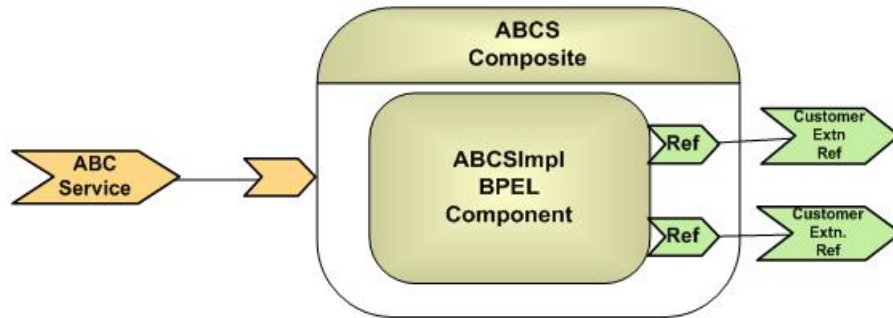 ABCS
Composite
ABC
Service
ABCSImpl
BPEL
Component
Ref
Customer
Extn
Ref
Ref
Customer
Extn.
Ref